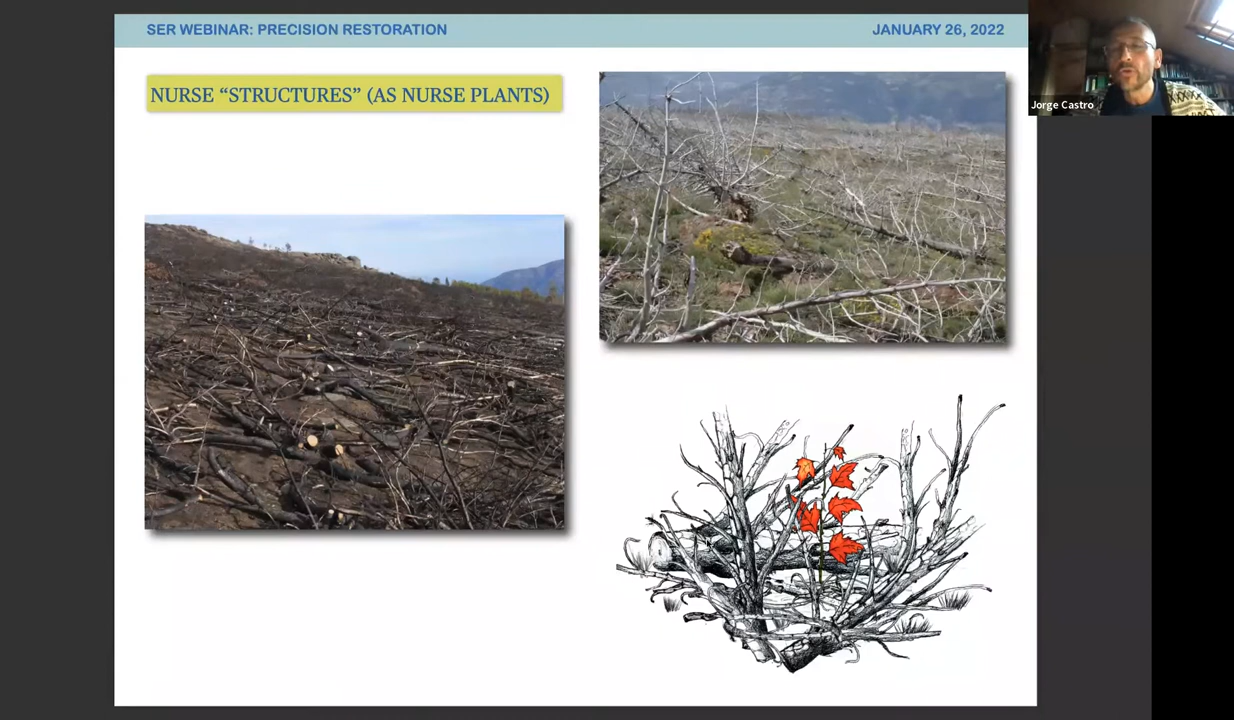 SER WEBINAR: PRECISION RESTORATION
JANUARY 26, 2022
NURSE “STRUCTURES” (AS NURSE PLANTS)
Jorge Castro